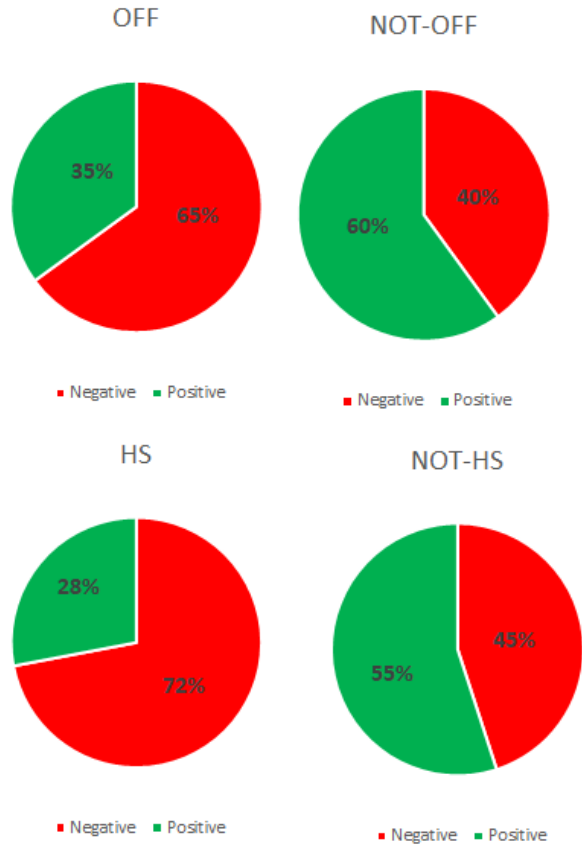 OFF
35%
65%
Negative Positive
NOT-OFF
40%
60%
Negative Positive
HS
28%
72%
Negative Positive
NOT-HS
45%
55%
Negative Positive